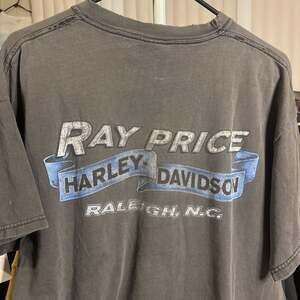 RAY PRICE
HARLEY-DAVIDSON
RALEIGH, N.C.